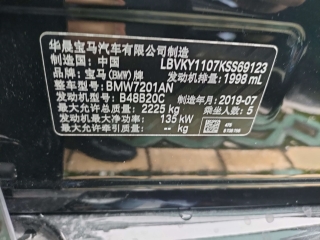 华晨宝马汽车有限公司制造
制造国：中国 LBVKY1107KSS69123
品牌：宝马(BMW)牌 发动机排量：1998 mL
整车型号：BMW7201AN
发动机型号：B48B20C 制造年月：2019-07
最大允许总质量：2225 kg 乘坐人数：5
发动机最大净功率：135 kW
最大允许牵引质量：-- kg